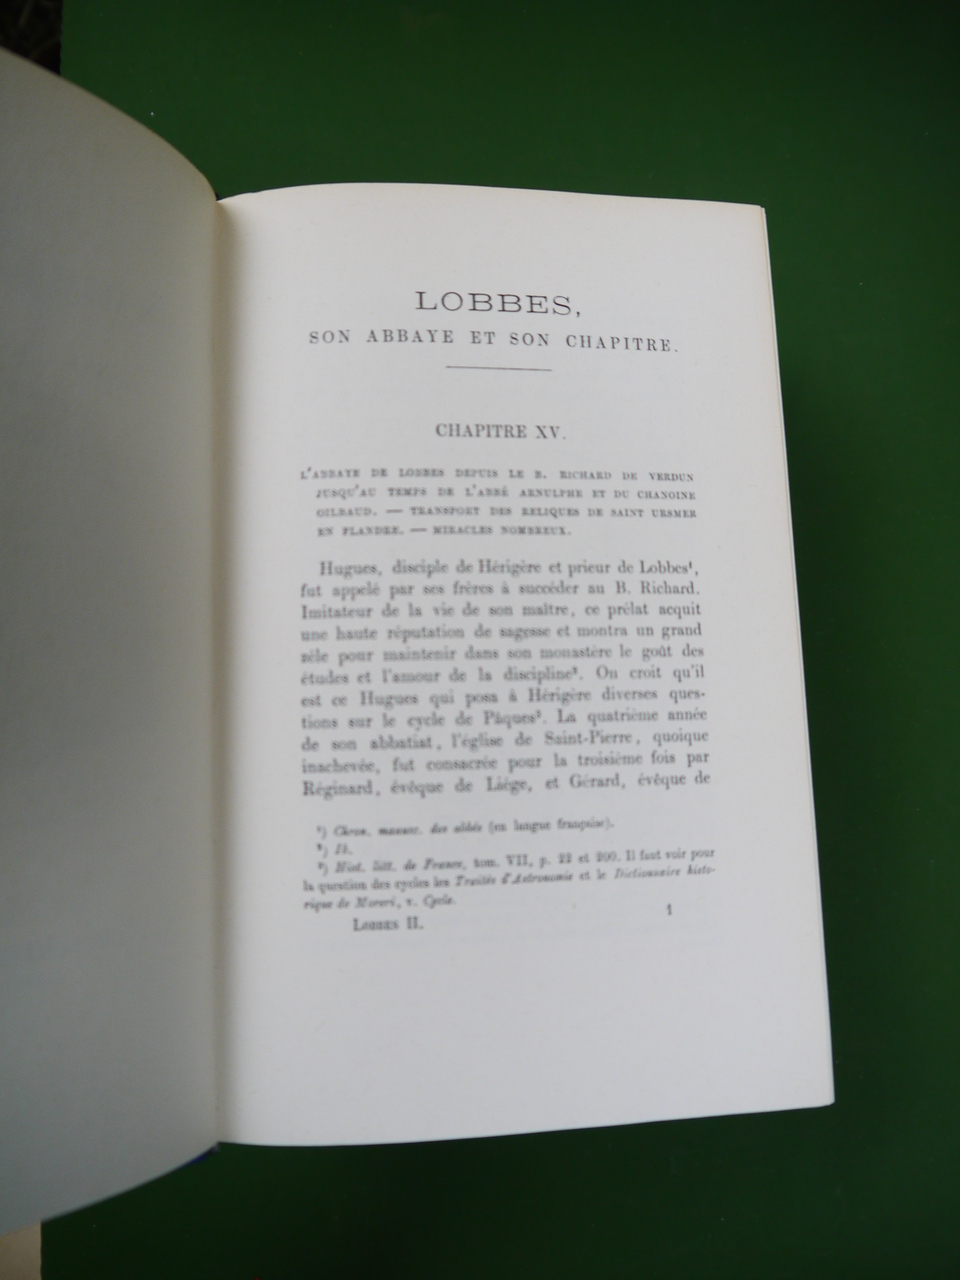 LOBBES,
SON ABBAYE ET SON CHAPITRE.
CHAPITRE XV.
L'ABBAYE DE LOBBES DEPUIS LE B. RICHARD DE VERDUN
JUSQU'AU TEMPS DE L'ABBÉ ARNULPHE ET DU CHANOINE
GILBAUD. — TRANSPORT DES RELIQUES DE SAINT URSMER
EN FLANDRE. — MIRACLES NOMBREUX.
Hugues, disciple de Hérigère et prieur de Lobbes¹,
fut appelé par ses frères à succéder au B. Richard.
Imitateur de la vie de son maître, ce prélat acquit
une haute réputation de sagesse et montra un grand
zèle pour maintenir dans son monastère le goût des
études et l'amour de la discipline². On croit qu'il
est ce Hugues qui posa à Hérigère diverses ques-
tions sur le cycle de Pâques³. La quatrième année
de son abbatiat, l'église de Saint-Pierre, quoique
inachevée, fut consacrée pour la troisième fois par
Réginard, évêque de Liége, et Gérard, évêque de
¹) Chron. manusc. des abbés (en langue française).
²) Ib.
³) Hist. litt. de France, tom. VII, p. 22 et 200. Il faut voir pour
la question des cycles les Traités d'Astronomie et le Dictionnaire histo-
rique de Moreri, v. Cycle.
LOBBES II. 1